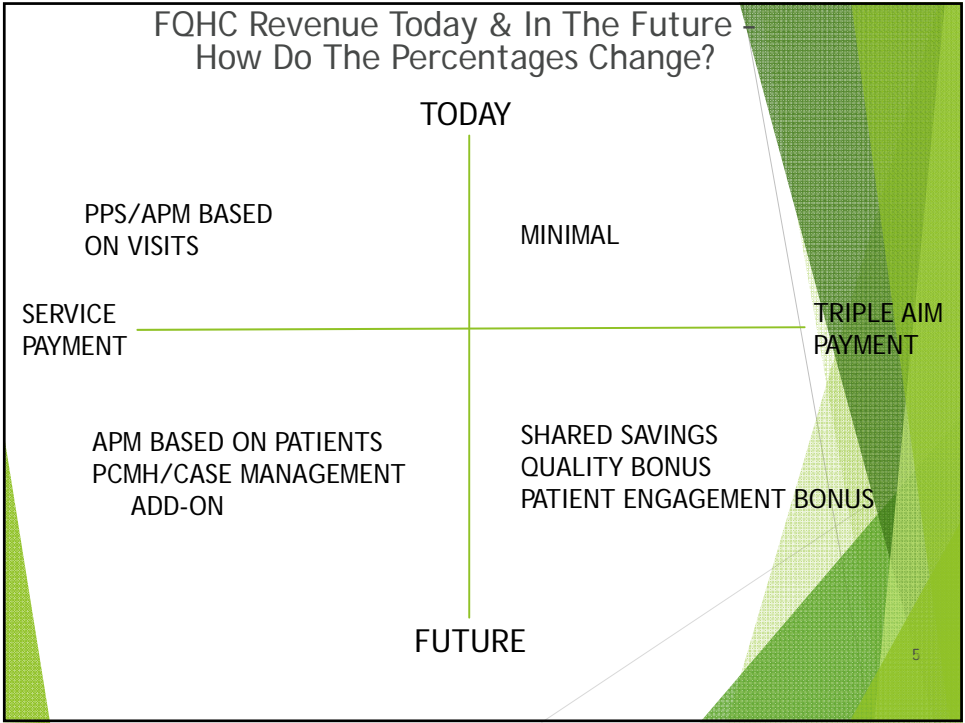 FQHC Revenue Today & In The Future -
How Do The Percentages Change?
TODAY
PPS/APM BASED
ON VISITS
MINIMAL
SERVICE
PAYMENT
TRIPLE AIM
PAYMENT
APM BASED ON PATIENTS
PCMH/CASE MANAGEMENT
ADD-ON
SHARED SAVINGS
QUALITY BONUS
PATIENT ENGAGEMENT BONUS
FUTURE
5